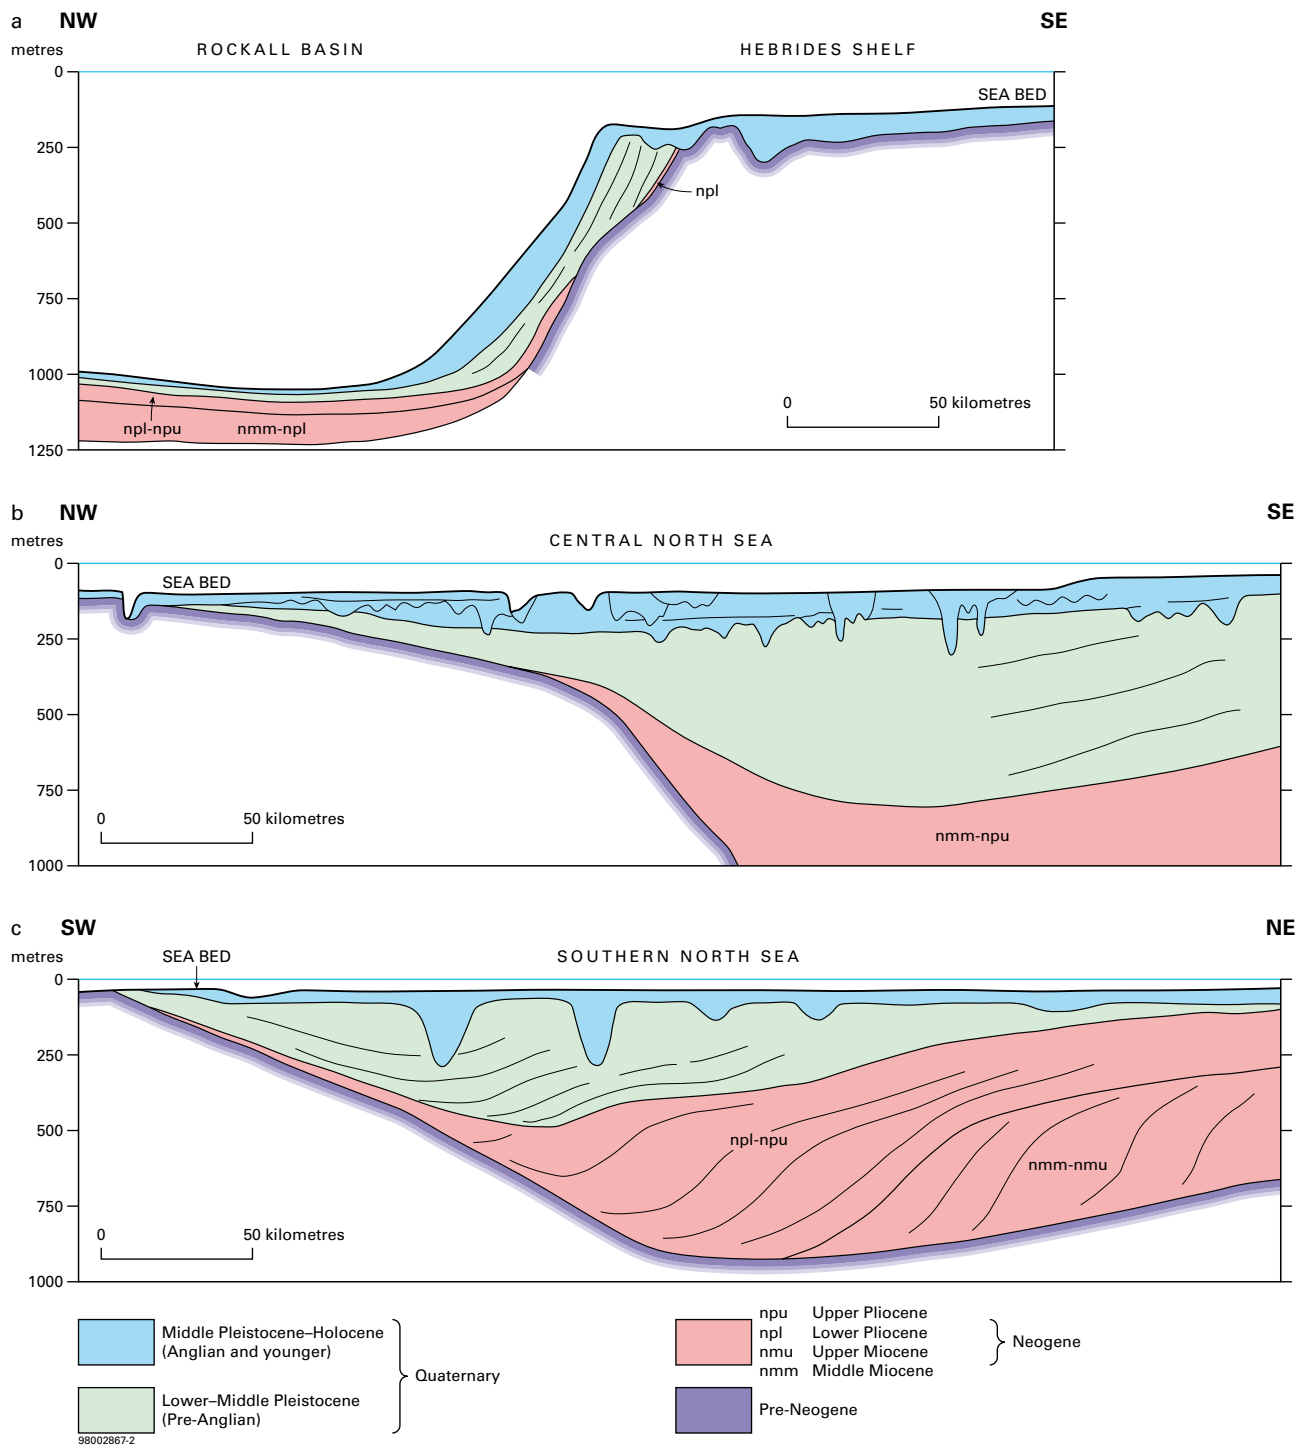 a NW SE
metres ROCKALL BASIN HEBRIDES SHELF
0
SEA BED
250
npl
500
750
1000
0 50 kilometres
npl-npu nmm-npl
1250
b NW SE
metres CENTRAL NORTH SEA
0
SEA BED
250
500
750
0 50 kilometres
nmm-npu
1000
c SW NE
metres SEA BED SOUTHERN NORTH SEA
0
250
500
npl-npu
nmm-nmu
750
0 50 kilometres
1000
Middle Pleistocene–Holocene
(Anglian and younger)
Quaternary
Lower–Middle Pleistocene
(Pre-Anglian)
98002867-2
npu Upper Pliocene
npl Lower Pliocene
nmu Upper Miocene
nmm Middle Miocene
Neogene
Pre-Neogene